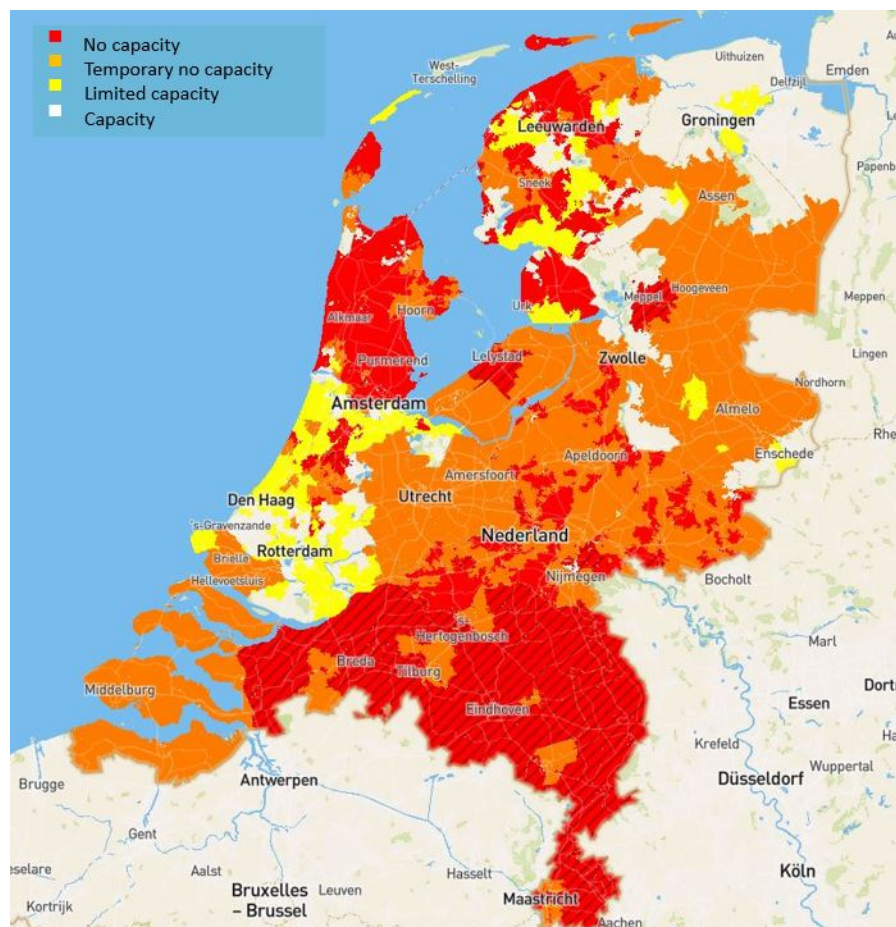 No capacity
Temporary no capacity
Limited capacity
Capacity
Uithuizen
Delfzijl
Emden
West-
Terschelling
Leeuwarden
Groningen
Papenb
Sneek
Assen
Meppen
Urk
Meppel
Hoogeveen
Alkmaar
Hoorn
Lingen
Purmerend
Lelystad
Zwolle
Nordhorn
Amsterdam
Almelo
Rhe
Enschede
Apeldoorn
Amersfoort
Den Haag
Utrecht
's-Gravenzande
Nederland
Rotterdam
Brielle
Hellevoetsluis
Nijmegen
Bocholt
's-
Hertogenbosch
Marl
Breda
Tilburg
Middelburg
Essen
Dort
Eindhoven
Krefeld
Wuppertal
Brugge
Antwerpen
Düsseldorf
Gent
Aalst
Hasselt
Köln
eselare
Bruxelles
– Brussel
Leuven
Maastricht
Kortrijk
Aachen